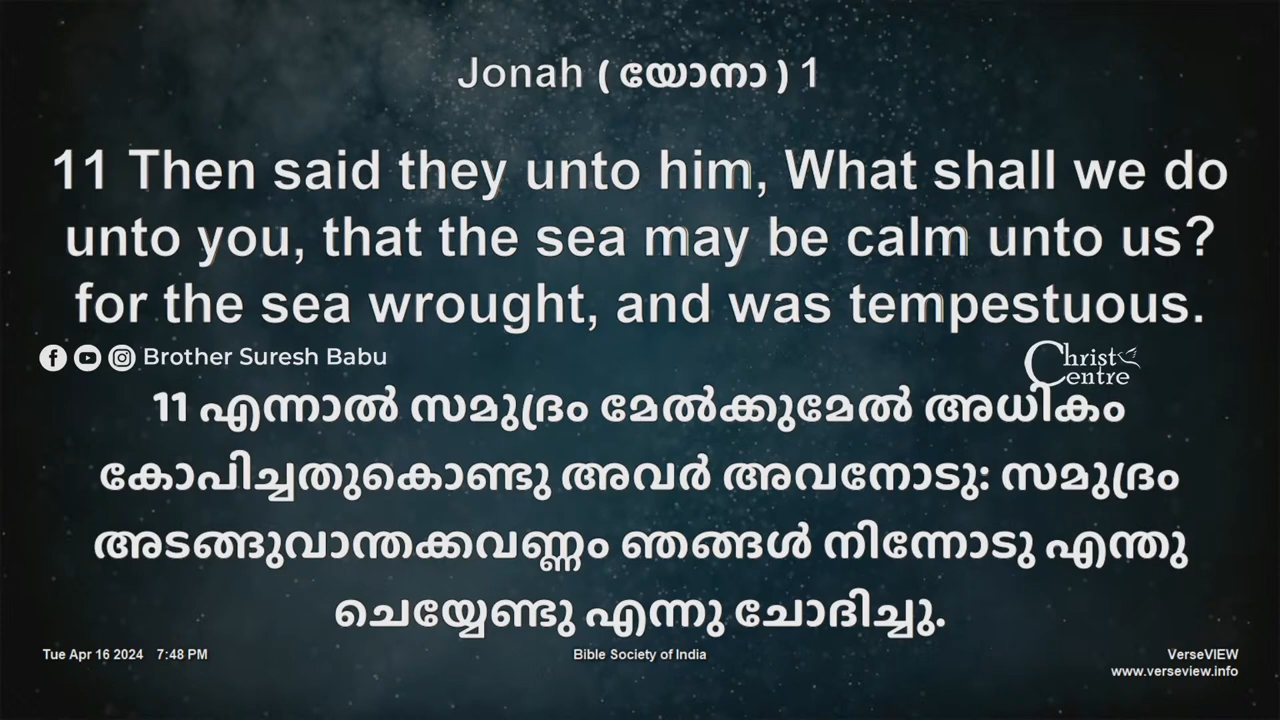 Jonah ( യോനാ ) 1
11 Then said they unto him, What shall we do
unto you, that the sea may be calm unto us?
for the sea wrought, and was tempestuous.
Brother Suresh Babu
Christ
Centre
11 എന്നാൽ സമുദ്രം മേൽക്കുമേൽ അധികം
കോപിച്ചതുകൊണ്ടു അവർ അവനോടു: സമുദ്രം
അടങ്ങുവാന്തക്കവണ്ണം ഞങ്ങൾ നിന്നോടു എന്തു
ചെയ്യേണ്ടു എന്നു ചോദിച്ചു.
Tue Apr 16 2024 7:48 PM
Bible Society of India
VerseVIEW
www.verseview.info